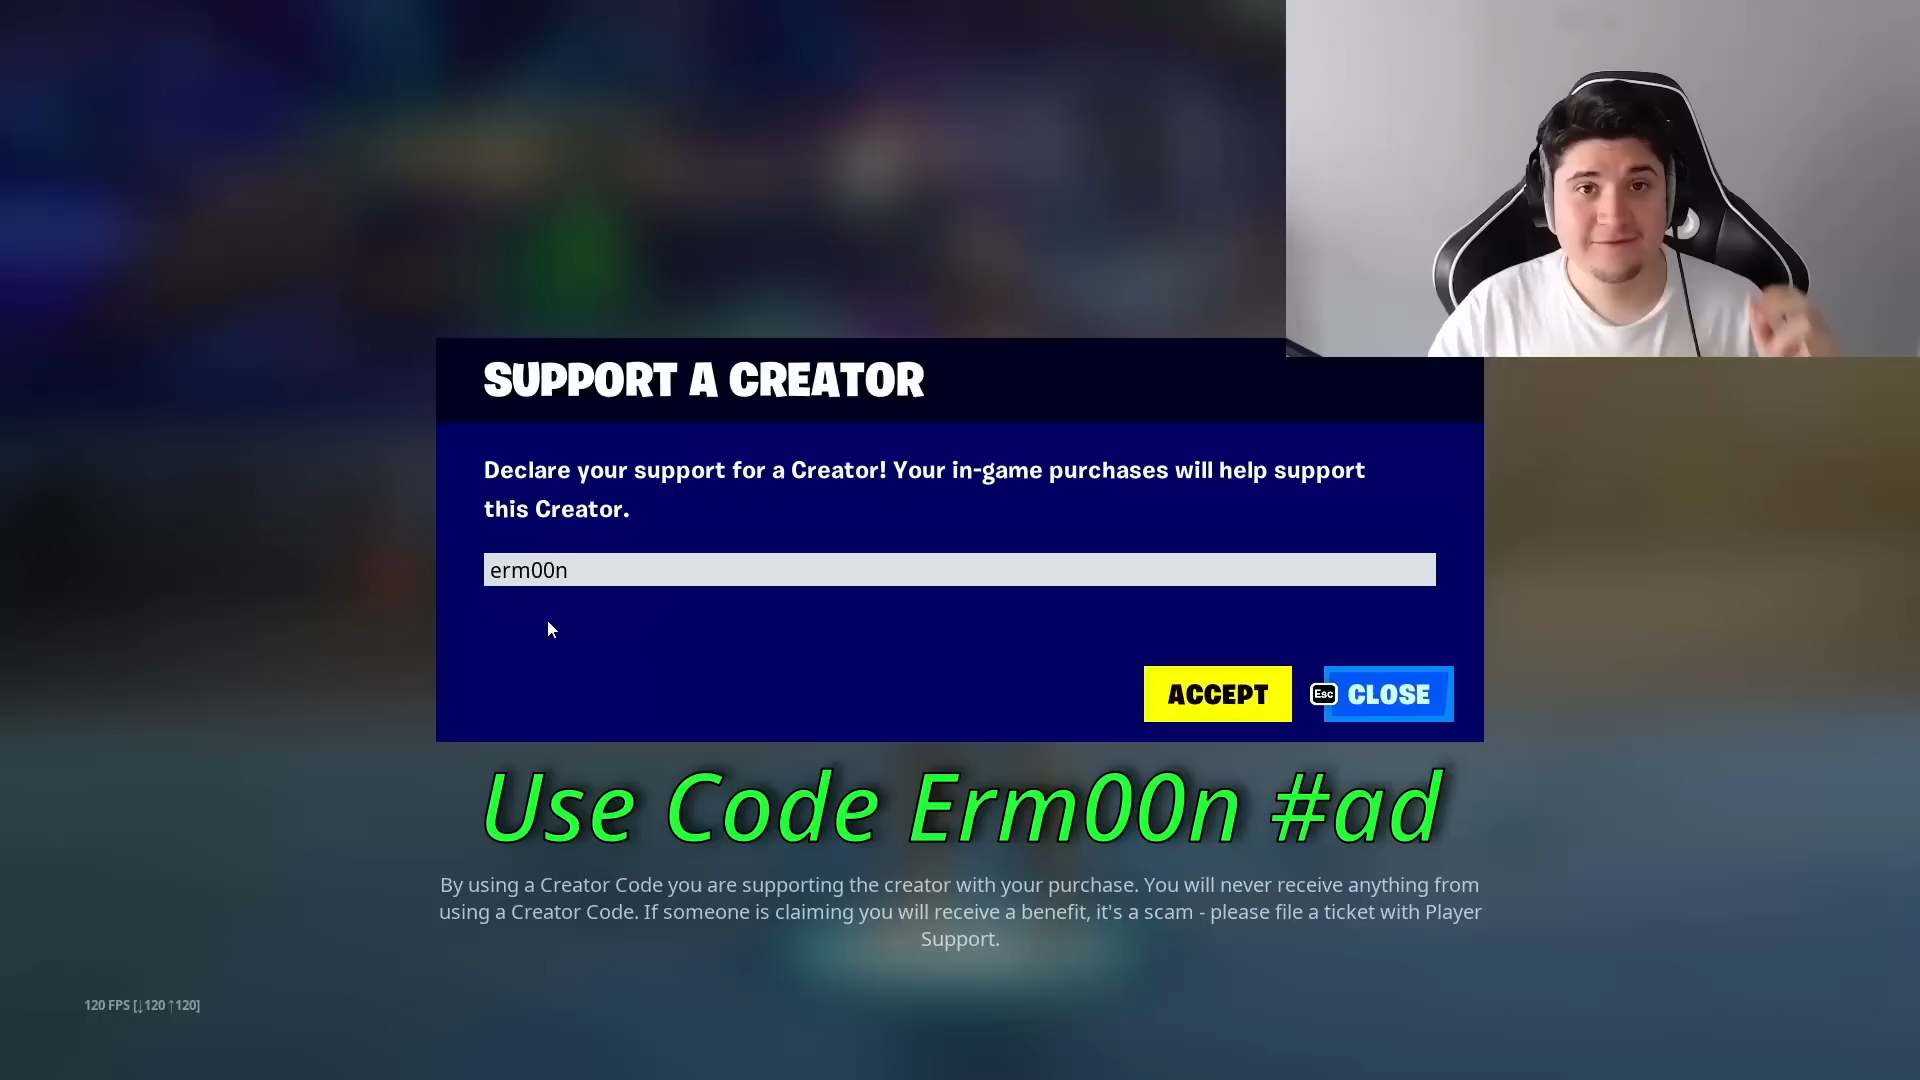 SUPPORT A CREATOR
Declare your support for a Creator! Your in-game purchases will help support
this Creator.
erm00n
ACCEPT
Esc CLOSE
Use Code Erm00n #ad
By using a Creator Code you are supporting the creator with your purchase. You will never receive anything from
using a Creator Code. If someone is claiming you will receive a benefit, it's a scam - please file a ticket with Player
Support.
120 FPS [↓120 ↑120]